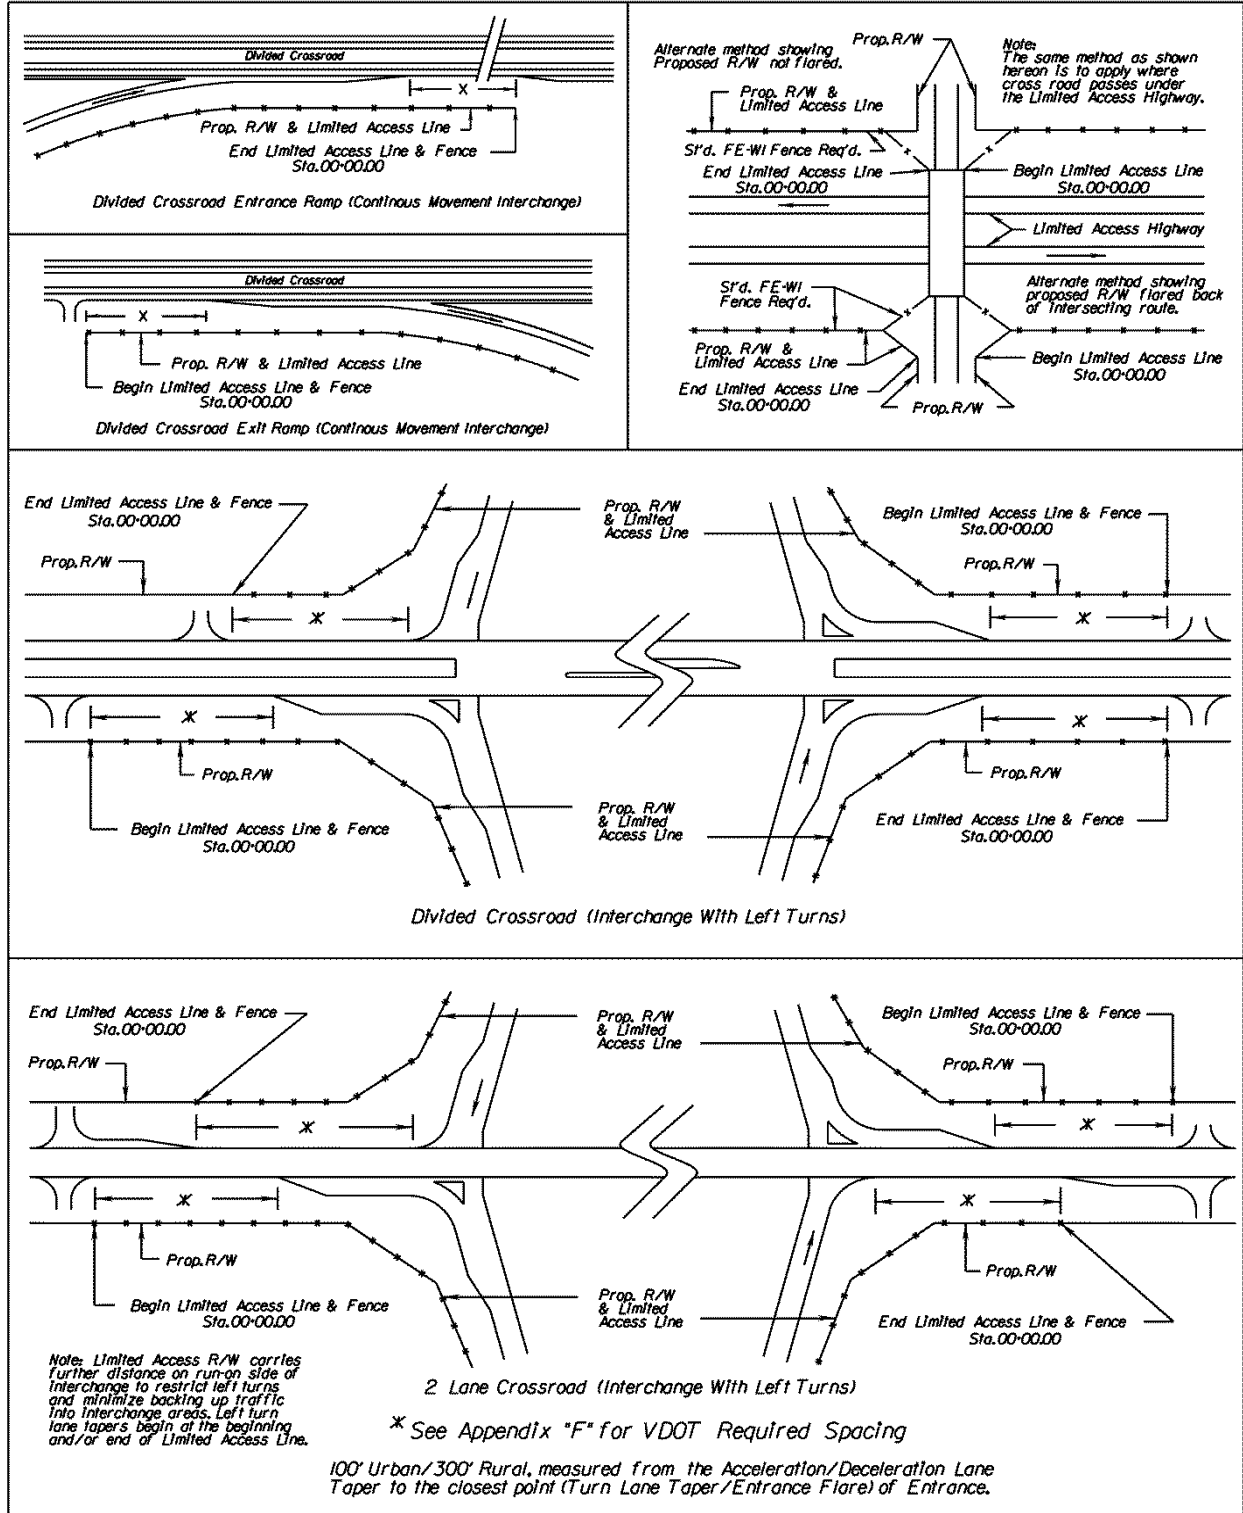 Divided Crossroad
X
Prop. R/W & Limited Access Line
End Limited Access Line & Fence
Sta.00+00.00
Divided Crossroad Entrance Ramp (Continous Movement Interchange)
Divided Crossroad
X
Prop. R/W & Limited Access Line
Begin Limited Access Line & Fence
Sta.00+00.00
Divided Crossroad Exit Ramp (Continous Movement Interchange)
Alternate method showing
Proposed R/W not flared.
Prop. R/W
Note:
The same method as shown
hereon is to apply where
cross road passes under
the Limited Access Highway.
Prop. R/W &
Limited Access Line
St'd. FE-W1 Fence Req'd.
End Limited Access Line
Sta.00+00.00
Begin Limited Access Line
Sta.00+00.00
Limited Access Highway
St'd. FE-W1
Fence Req'd.
Alternate method showing
proposed R/W flared back
of intersecting route.
Prop. R/W &
Limited Access Line
End Limited Access Line
Sta.00+00.00
Begin Limited Access Line
Sta.00+00.00
Prop. R/W
End Limited Access Line & Fence
Sta.00+00.00
Prop. R/W
Prop. R/W
& Limited
Access Line
Begin Limited Access Line & Fence
Sta.00+00.00
Prop. R/W
*
*
*
*
Prop. R/W
Begin Limited Access Line & Fence
Sta.00+00.00
Prop. R/W
& Limited
Access Line
Prop. R/W
End Limited Access Line & Fence
Sta.00+00.00
Divided Crossroad (Interchange With Left Turns)
End Limited Access Line & Fence
Sta.00+00.00
Prop. R/W
Prop. R/W
& Limited
Access Line
Begin Limited Access Line & Fence
Sta.00+00.00
Prop. R/W
*
*
*
*
Prop. R/W
Begin Limited Access Line & Fence
Sta.00+00.00
Prop. R/W
& Limited
Access Line
Prop. R/W
End Limited Access Line & Fence
Sta.00+00.00
Note: Limited Access R/W carries
further distance on run-on side of
interchange to restrict left turns
and minimize backing up traffic
into interchange areas. Left turn
lane tapers begin at the beginning
and/or end of Limited Access Line.
2 Lane Crossroad (Interchange With Left Turns)
* See Appendix "F" for VDOT Required Spacing
100' Urban/300' Rural, measured from the Acceleration/Deceleration Lane
Taper to the closest point (Turn Lane Taper/Entrance Flare) of Entrance.